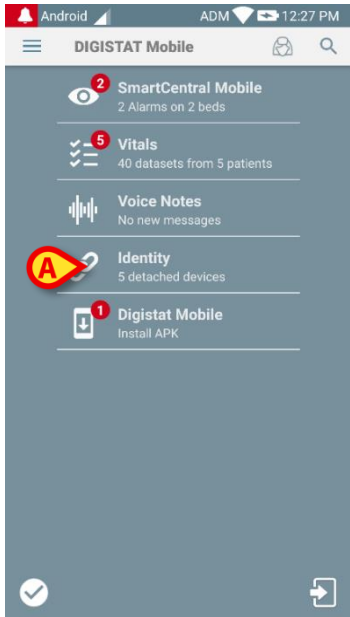 Android ADM 12:27 PM
DIGISTAT Mobile
2
SmartCentral Mobile
2 Alarms on 2 beds
5
Vitals
40 datasets from 5 patients
Voice Notes
No new messages
A
Identity
5 detached devices
1
Digistat Mobile
Install APK